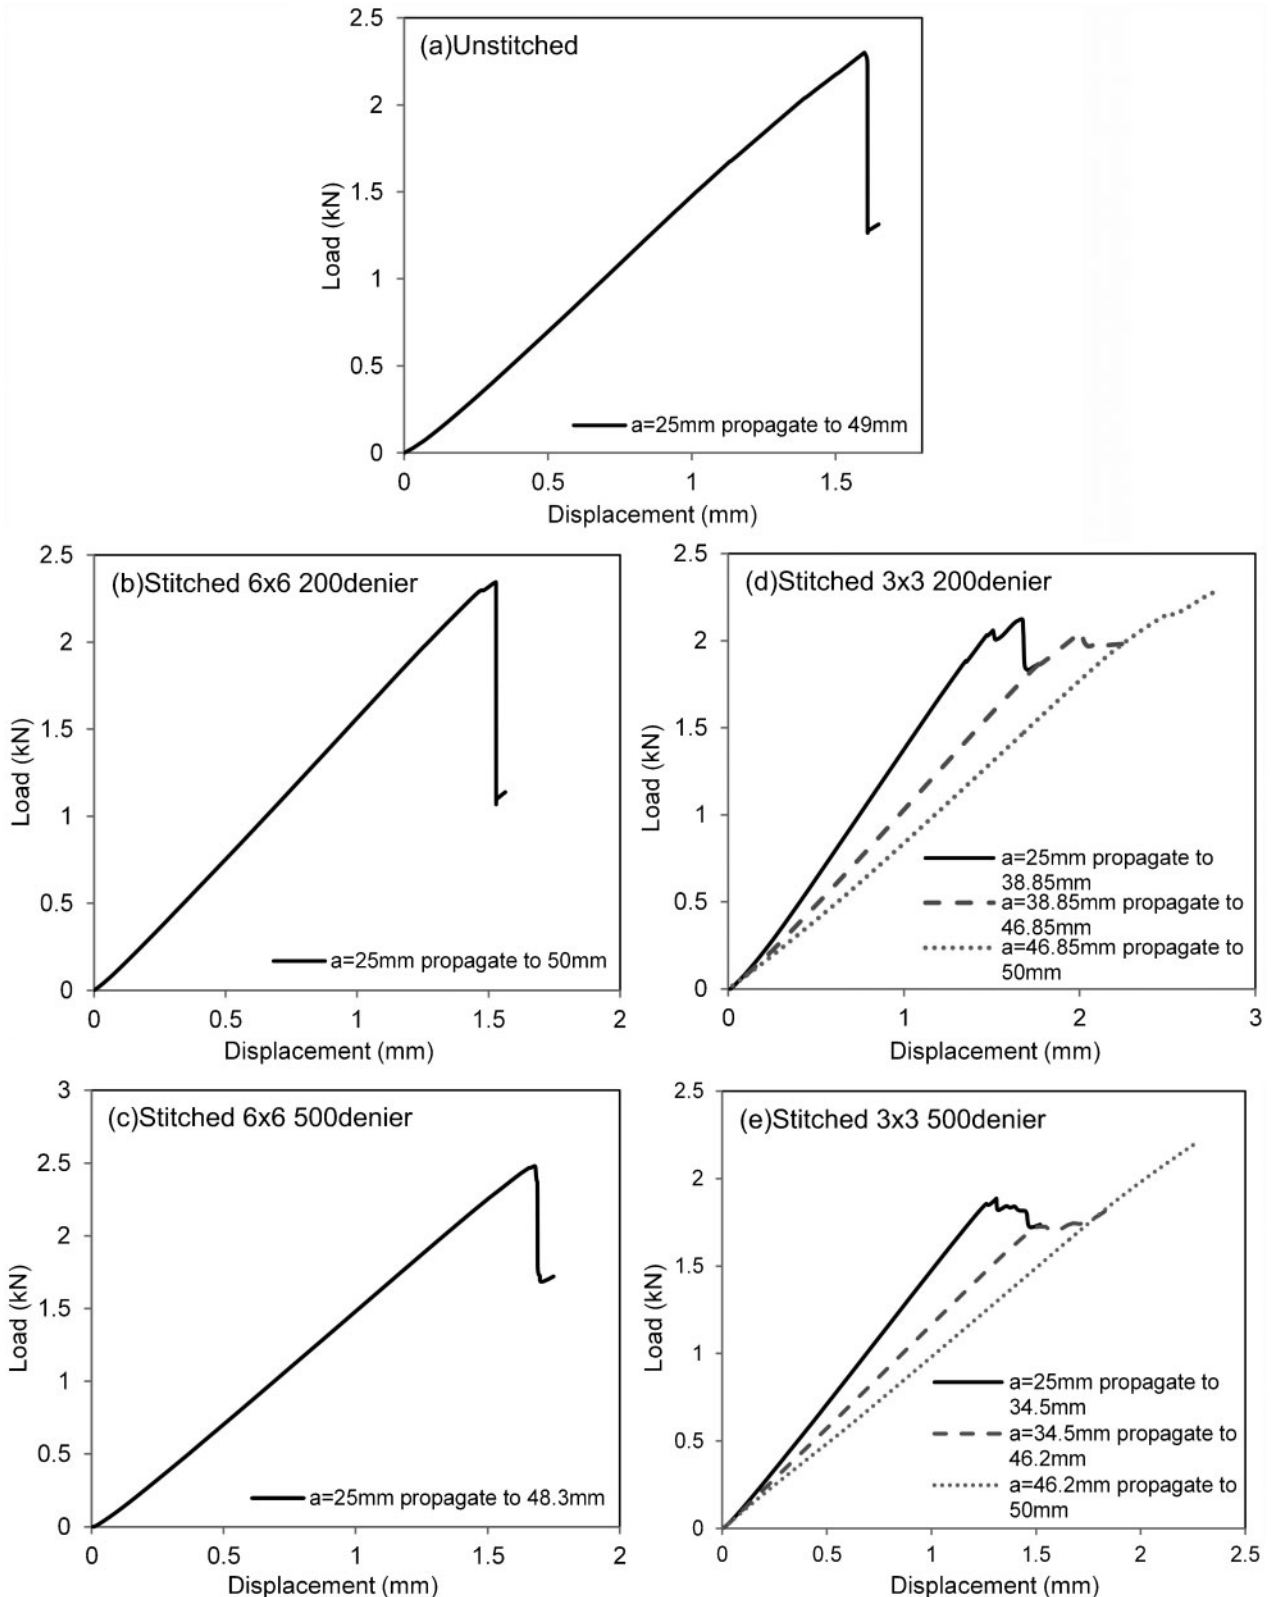 (a)Unstitched
2.5
2
1.5
1
0.5
0
Load (kN)
a=25mm propagate to 49mm
0
0.5
1
1.5
Displacement (mm)
(b)Stitched 6x6 200denier
2.5
2
1.5
1
0.5
0
Load (kN)
a=25mm propagate to 50mm
0
0.5
1
1.5
2
Displacement (mm)
(d)Stitched 3x3 200denier
2.5
2
1.5
1
0.5
0
Load (kN)
a=25mm propagate to
38.85mm
a=38.85mm propagate to
46.85mm
a=46.85mm propagate to
50mm
0
1
2
3
Displacement (mm)
(c)Stitched 6x6 500denier
3
2.5
2
1.5
1
0.5
0
Load (kN)
a=25mm propagate to 48.3mm
0
0.5
1
1.5
2
Displacement (mm)
(e)Stitched 3x3 500denier
2.5
2
1.5
1
0.5
0
Load (kN)
a=25mm propagate to
34.5mm
a=34.5mm propagate to
46.2mm
a=46.2mm propagate to
50mm
0
0.5
1
1.5
2
2.5
Displacement (mm)